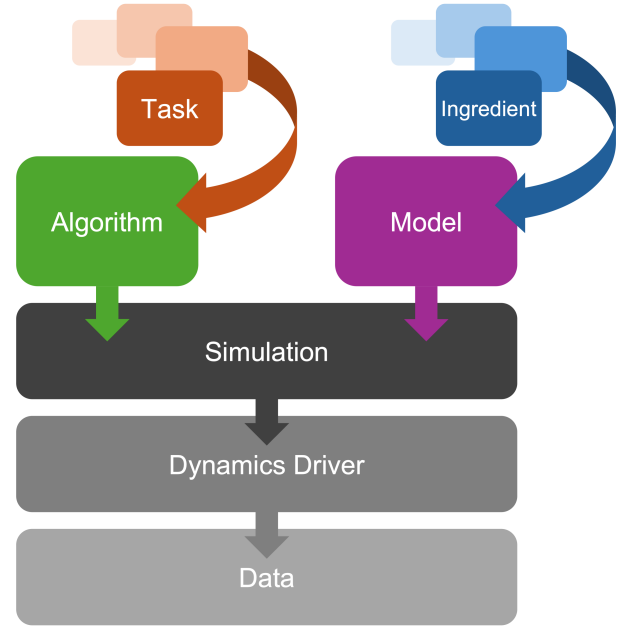 Task
Ingredient
Algorithm
Model
Simulation
Dynamics Driver
Data